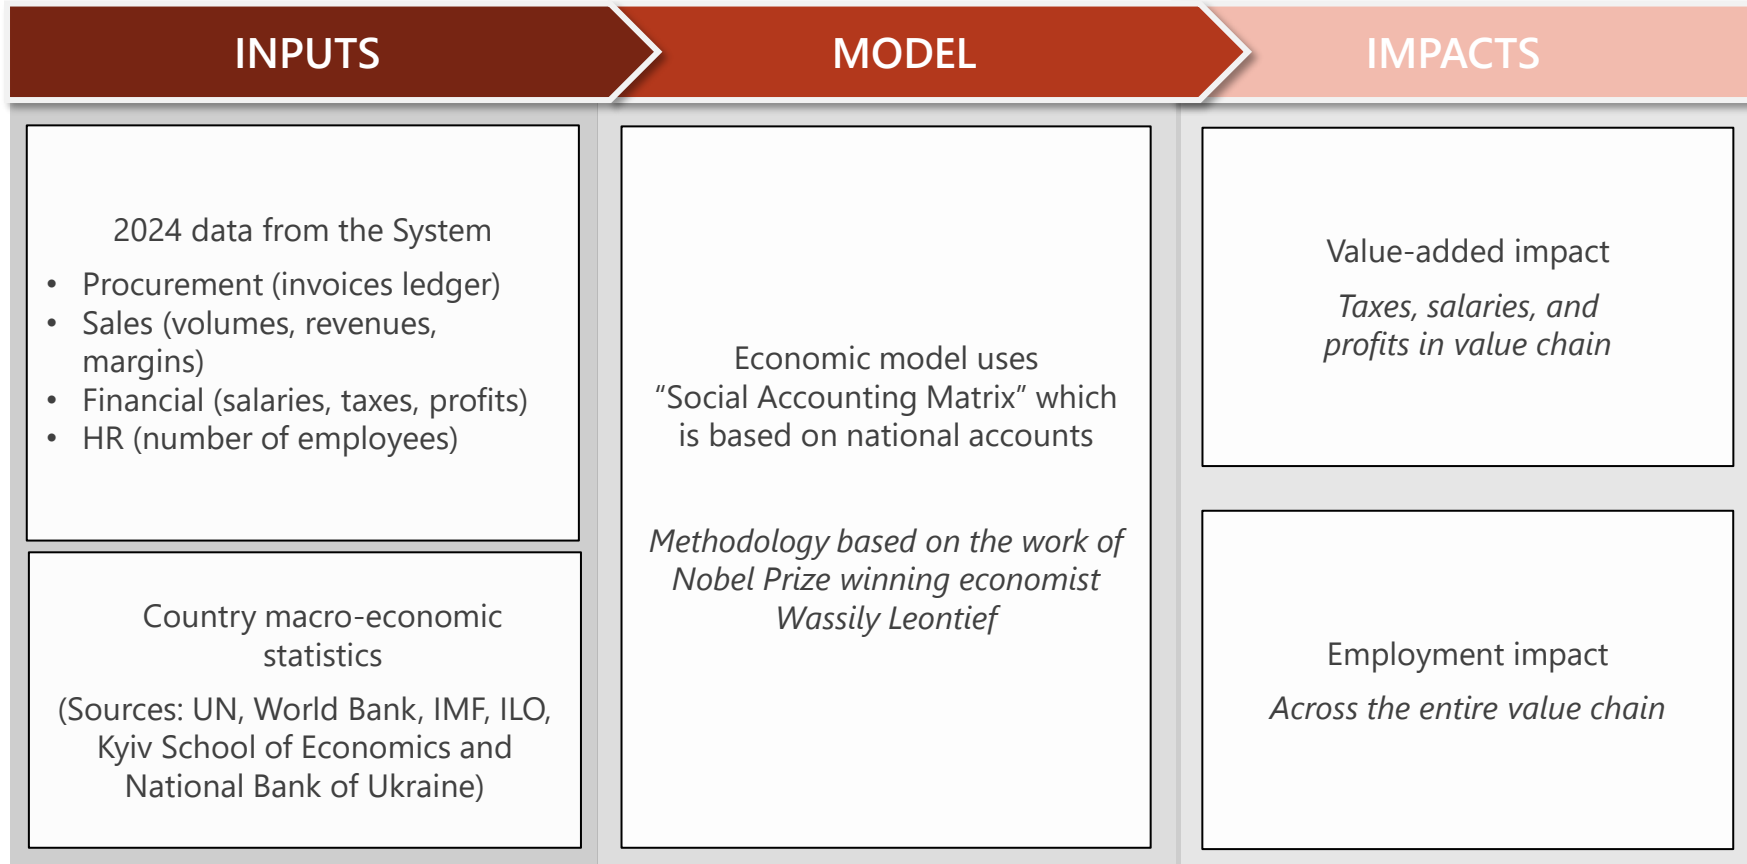 INPUTS
MODEL
IMPACTS
2024 data from the System
• Procurement (invoices ledger)
• Sales (volumes, revenues,
margins)
• Financial (salaries, taxes, profits)
• HR (number of employees)
Country macro-economic
statistics
(Sources: UN, World Bank, IMF, ILO,
Kyiv School of Economics and
National Bank of Ukraine)
Economic model uses
“Social Accounting Matrix” which
is based on national accounts
Methodology based on the work of
Nobel Prize winning economist
Wassily Leontief
Value-added impact
Taxes, salaries, and
profits in value chain
Employment impact
Across the entire value chain